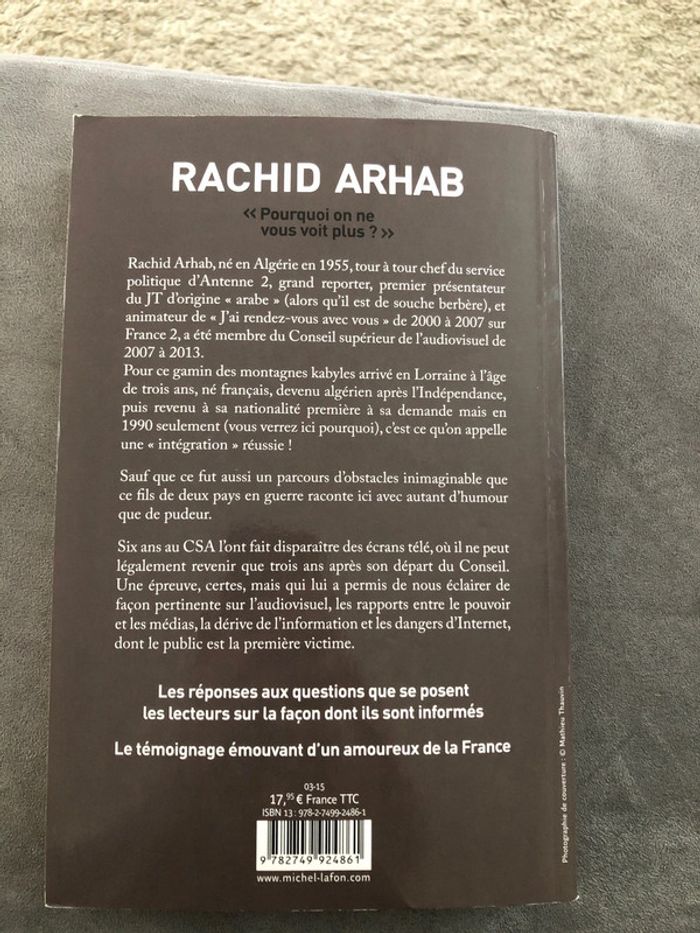 RACHID ARHAB
« Pourquoi on ne
vous voit plus ? »
Rachid Arhab, né en Algérie en 1955, tour à tour chef du service
politique d'Antenne 2, grand reporter, premier présentateur
du JT d'origine « arabe » (alors qu'il est de souche berbère), et
animateur de « J'ai rendez-vous avec vous » de 2000 à 2007 sur
France 2, a été membre du Conseil supérieur de l'audiovisuel de
2007 à 2013.
Pour ce gamin des montagnes kabyles arrivé en Lorraine à l'âge
de trois ans, né français, devenu algérien après l'Indépendance,
puis revenu à sa nationalité première à sa demande mais en
1990 seulement (vous verrez ici pourquoi), c'est ce qu'on appelle
une « intégration » réussie !
Sauf que ce fut aussi un parcours d'obstacles inimaginable que
ce fils de deux pays en guerre raconte ici avec autant d'humour
que de pudeur.
Six ans au CSA l'ont fait disparaître des écrans télé, où il ne peut
légalement revenir que trois ans après son départ du Conseil.
Une épreuve, certes, mais qui lui a permis de nous éclairer de
façon pertinente sur l'audiovisuel, les rapports entre le pouvoir
et les médias, la dérive de l'information et les dangers d'Internet,
dont le public est la première victime.
Les réponses aux questions que se posent
les lecteurs sur la façon dont ils sont informés
Le témoignage émouvant d'un amoureux de la France
03-15
17,95 € France TTC
ISBN 13 : 978-2-7499-2486-1
9 782749 924861
www.michel-lafon.com
Photographie de couverture : © Mathieu Thauvin